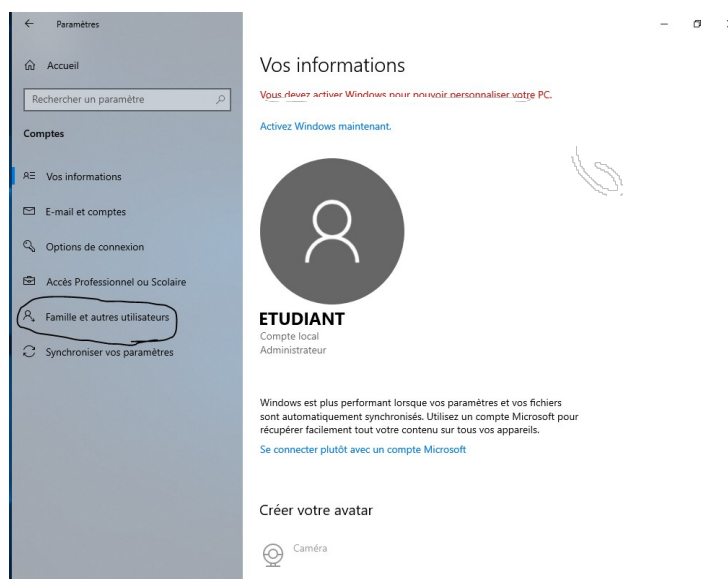 Paramètres
Accueil
Rechercher un paramètre
Comptes
Vos informations
E-mail et comptes
Options de connexion
Accès Professionnel ou Scolaire
Famille et autres utilisateurs
Synchroniser vos paramètres
Vos informations
Vous devez activer Windows pour pouvoir personnaliser votre PC.
Activez Windows maintenant.
ETUDIANT
Compte local
Administrateur
Windows est plus performant lorsque vos paramètres et vos fichiers
sont automatiquement synchronisés. Utilisez un compte Microsoft pour
récupérer facilement tout votre contenu sur tous vos appareils.
Se connecter plutôt avec un compte Microsoft
Créer votre avatar
Caméra